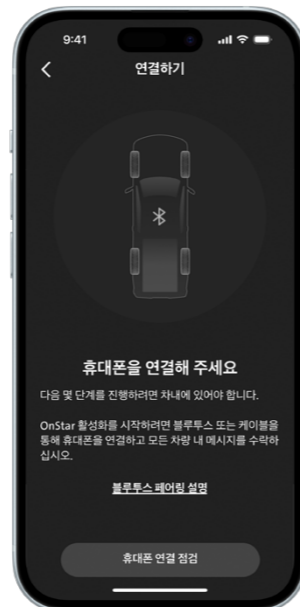 9:41
연결하기
휴대폰을 연결해 주세요
다음 몇 단계를 진행하려면 차내에 있어야 합니다.
OnStar 활성화를 시작하려면 블루투스 또는 케이블을
통해 휴대폰을 연결하고 모든 차량 내 메시지를 수락하
십시오.
블루투스 페어링 설명
휴대폰 연결 점검